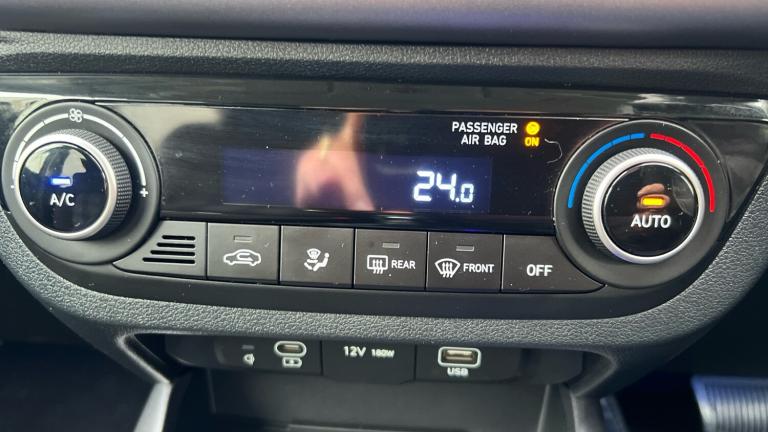 PASSENGER
AIR BAG ON
24.0
+
A/C
AUTO
REAR
FRONT
OFF
12V 180W
USB